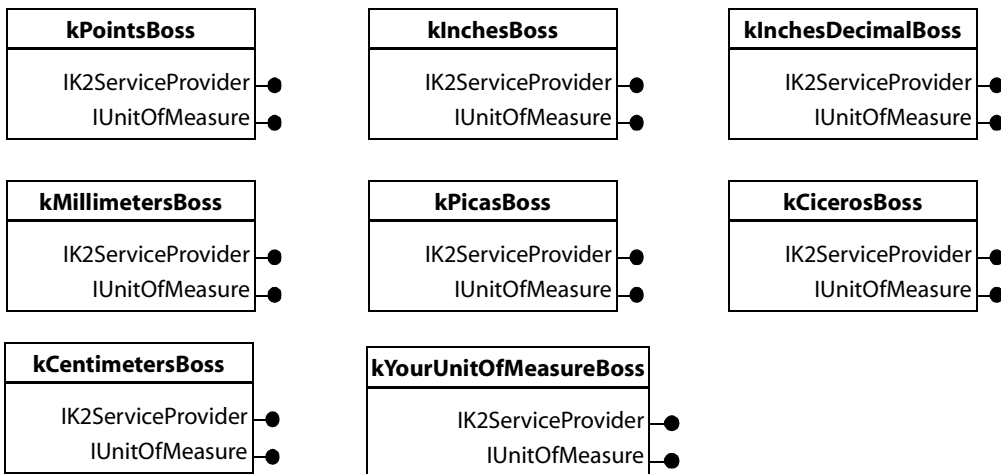 kPointsBoss
IK2ServiceProvider
IUnitOfMeasure
kInchesBoss
IK2ServiceProvider
IUnitOfMeasure
kInchesDecimalBoss
IK2ServiceProvider
IUnitOfMeasure
kMillimetersBoss
IK2ServiceProvider
IUnitOfMeasure
kPicasBoss
IK2ServiceProvider
IUnitOfMeasure
kCicerosBoss
IK2ServiceProvider
IUnitOfMeasure
kCentimetersBoss
IK2ServiceProvider
IUnitOfMeasure
kYourUnitOfMeasureBoss
IK2ServiceProvider
IUnitOfMeasure